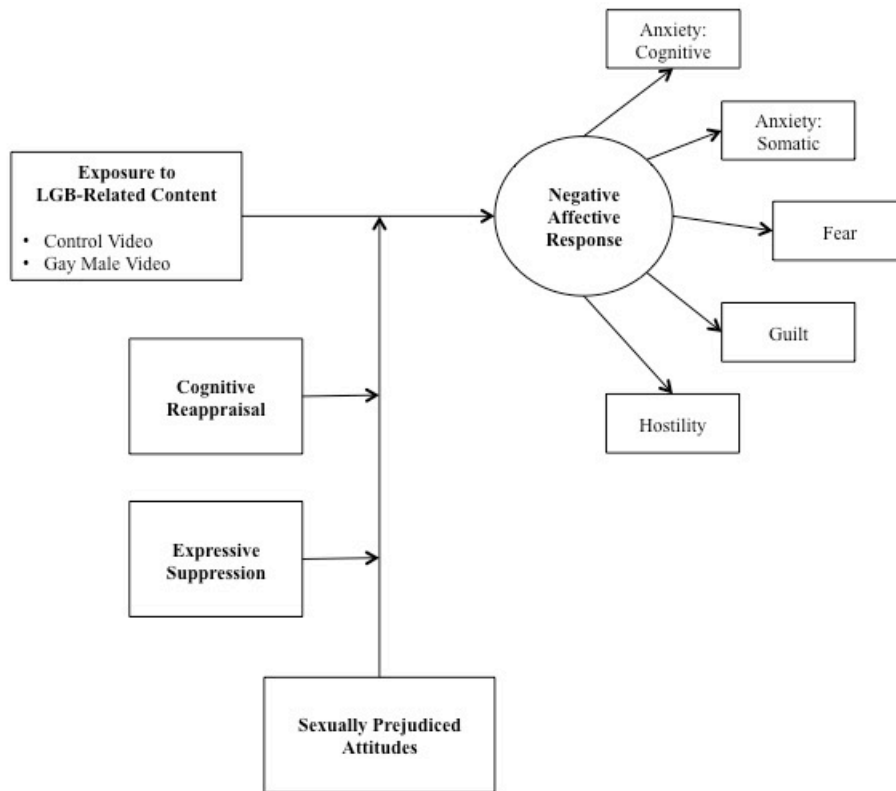 Anxiety:
Cognitive
Anxiety:
Somatic
Exposure to
LGB-Related Content
• Control Video
• Gay Male Video
Negative
Affective
Response
Fear
Guilt
Cognitive
Reappraisal
Hostility
Expressive
Suppression
Sexually Prejudiced
Attitudes